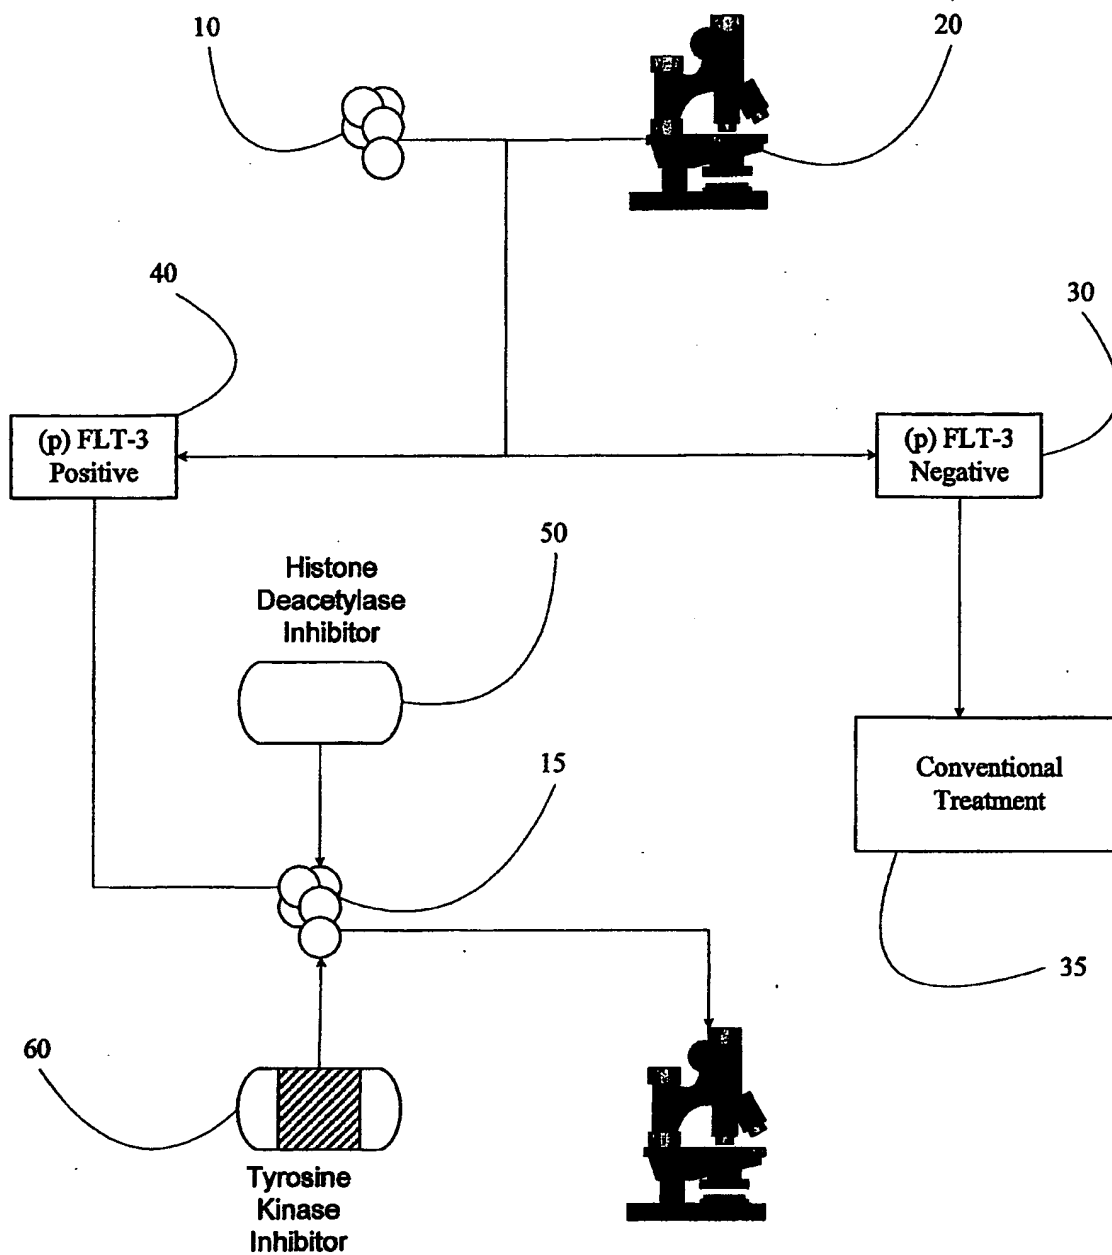 10
20
40
30
(p) FLT-3
Positive
(p) FLT-3
Negative
50
Histone
Deacetylase
Inhibitor
15
Conventional
Treatment
35
60
Tyrosine
Kinase
Inhibitor